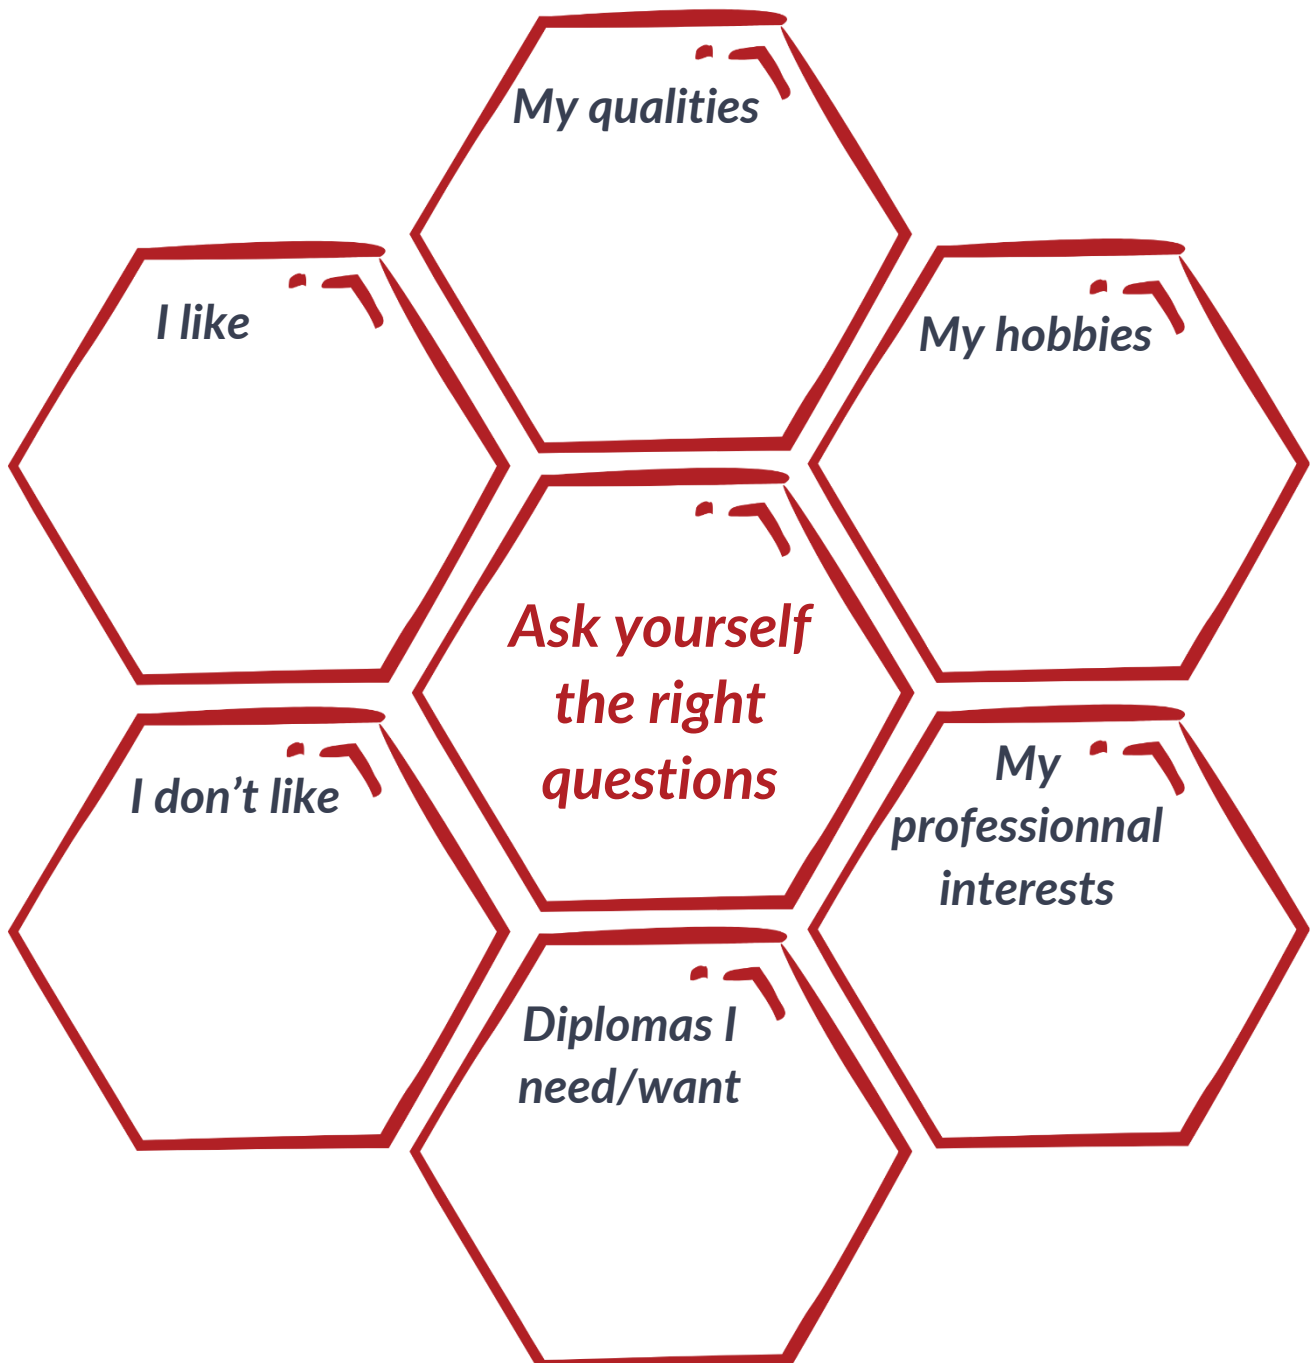 My qualities
I like
My hobbies
Ask yourself
the right
questions
I don’t like
My
professionnal
interests
Diplomas I
need/want